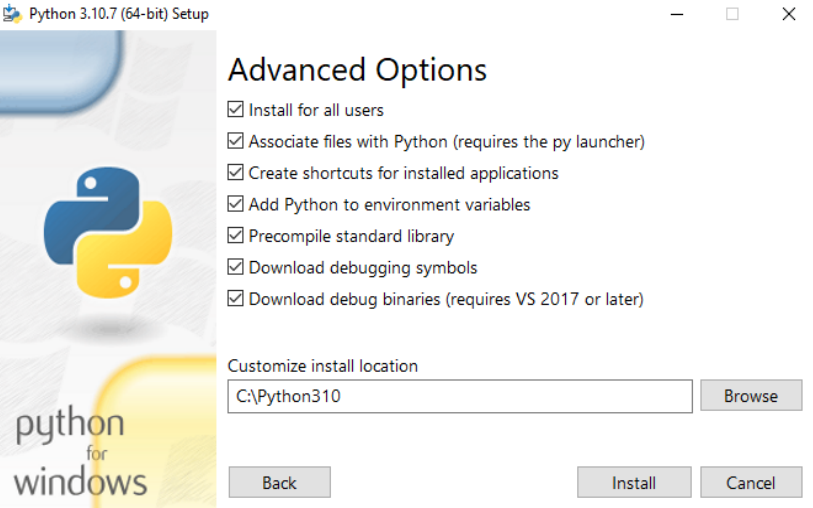 Python 3.10.7 (64-bit) Setup
Advanced Options
Install for all users
Associate files with Python (requires the py launcher)
Create shortcuts for installed applications
Add Python to environment variables
Precompile standard library
Download debugging symbols
Download debug binaries (requires VS 2017 or later)
Customize install location
C:\Python310
Browse
python
for
windows
Back
Install
Cancel